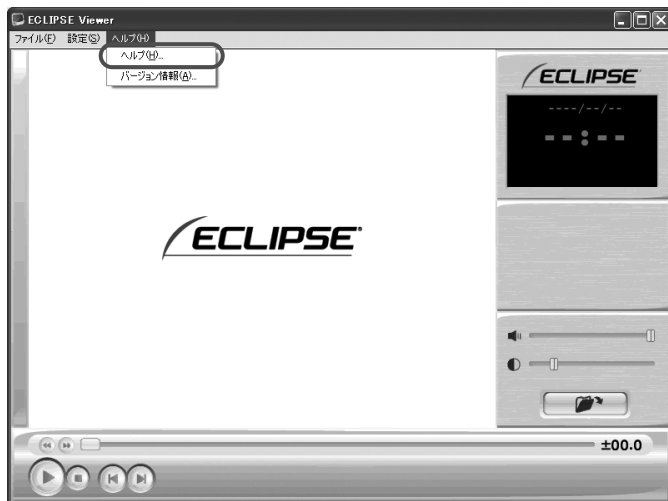 ECLIPSE Viewer
ファイル(F) 設定(S) ヘルプ(H)
ヘルプ(H)...
バージョン情報(A)...
ECLIPSE
----/--/--
--:--
ECLIPSE
±00.0